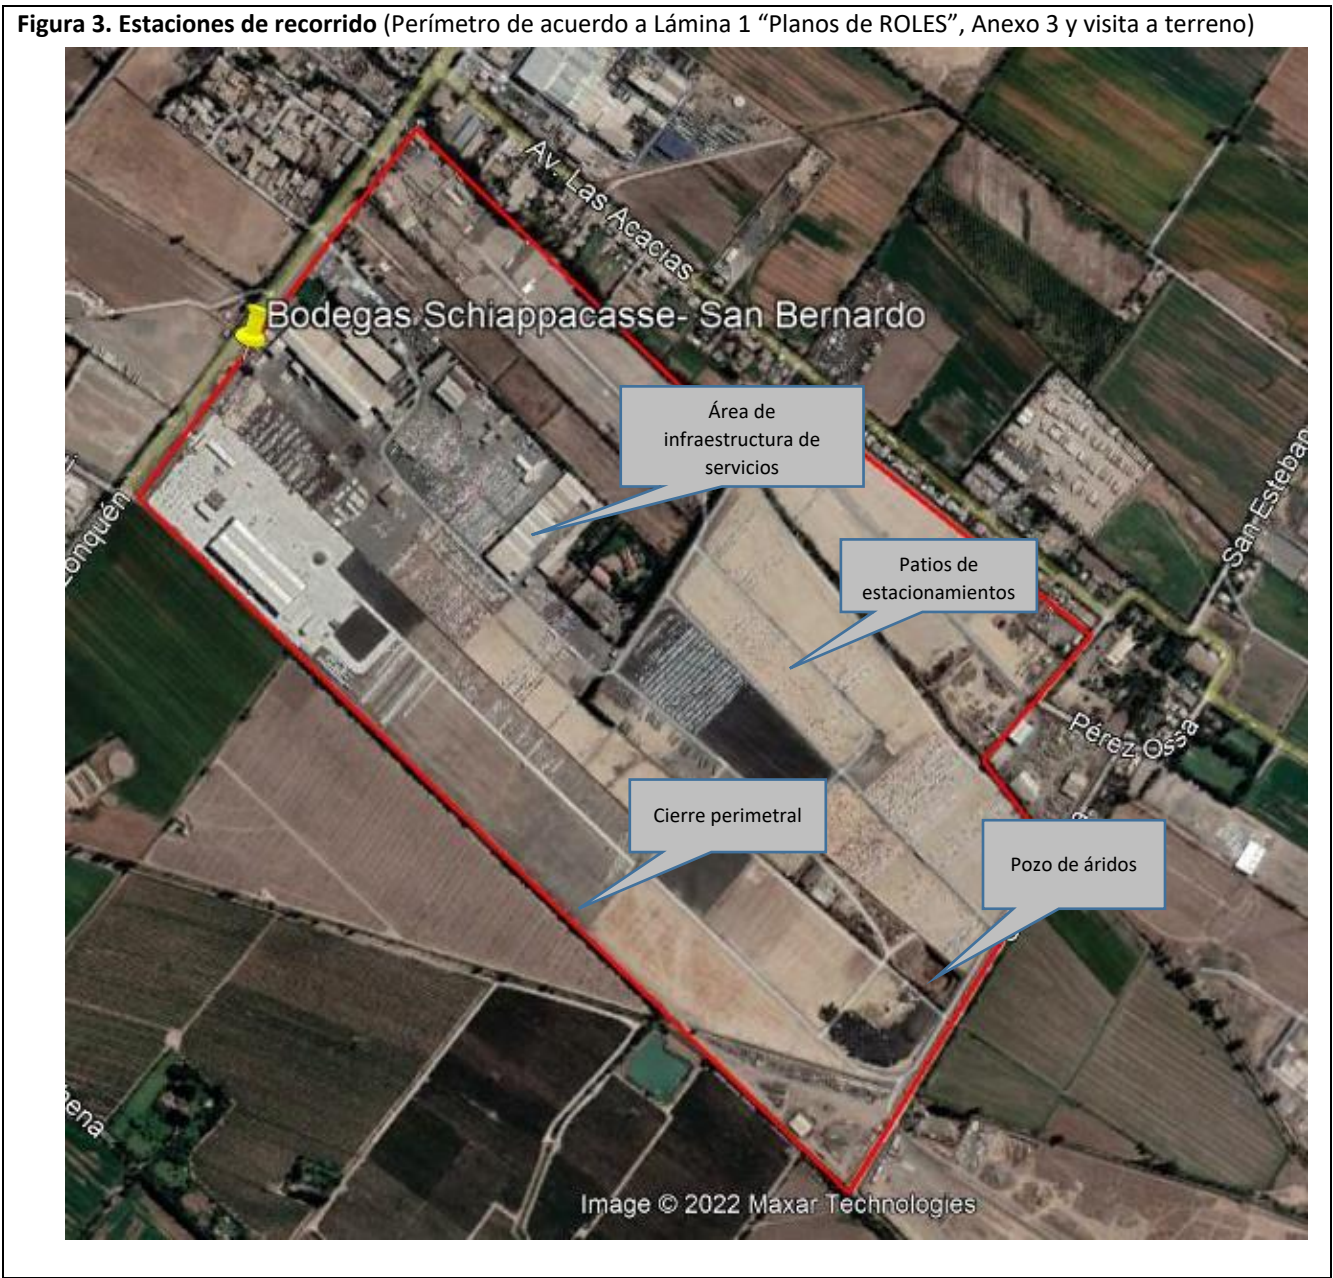 Figura 3. Estaciones de recorrido (Perímetro de acuerdo a Lámina 1 “Planos de ROLES”, Anexo 3 y visita a terreno)
Av. Las Acacias
Bodegas Schiappacasse- San Bernardo
Área de
infraestructura de
servicios
San Esteban
Lonquén
Patios de
estacionamientos
Pérez Ossa
Cierre perimetral
Pozo de áridos
Image © 2022 Maxar Technologies